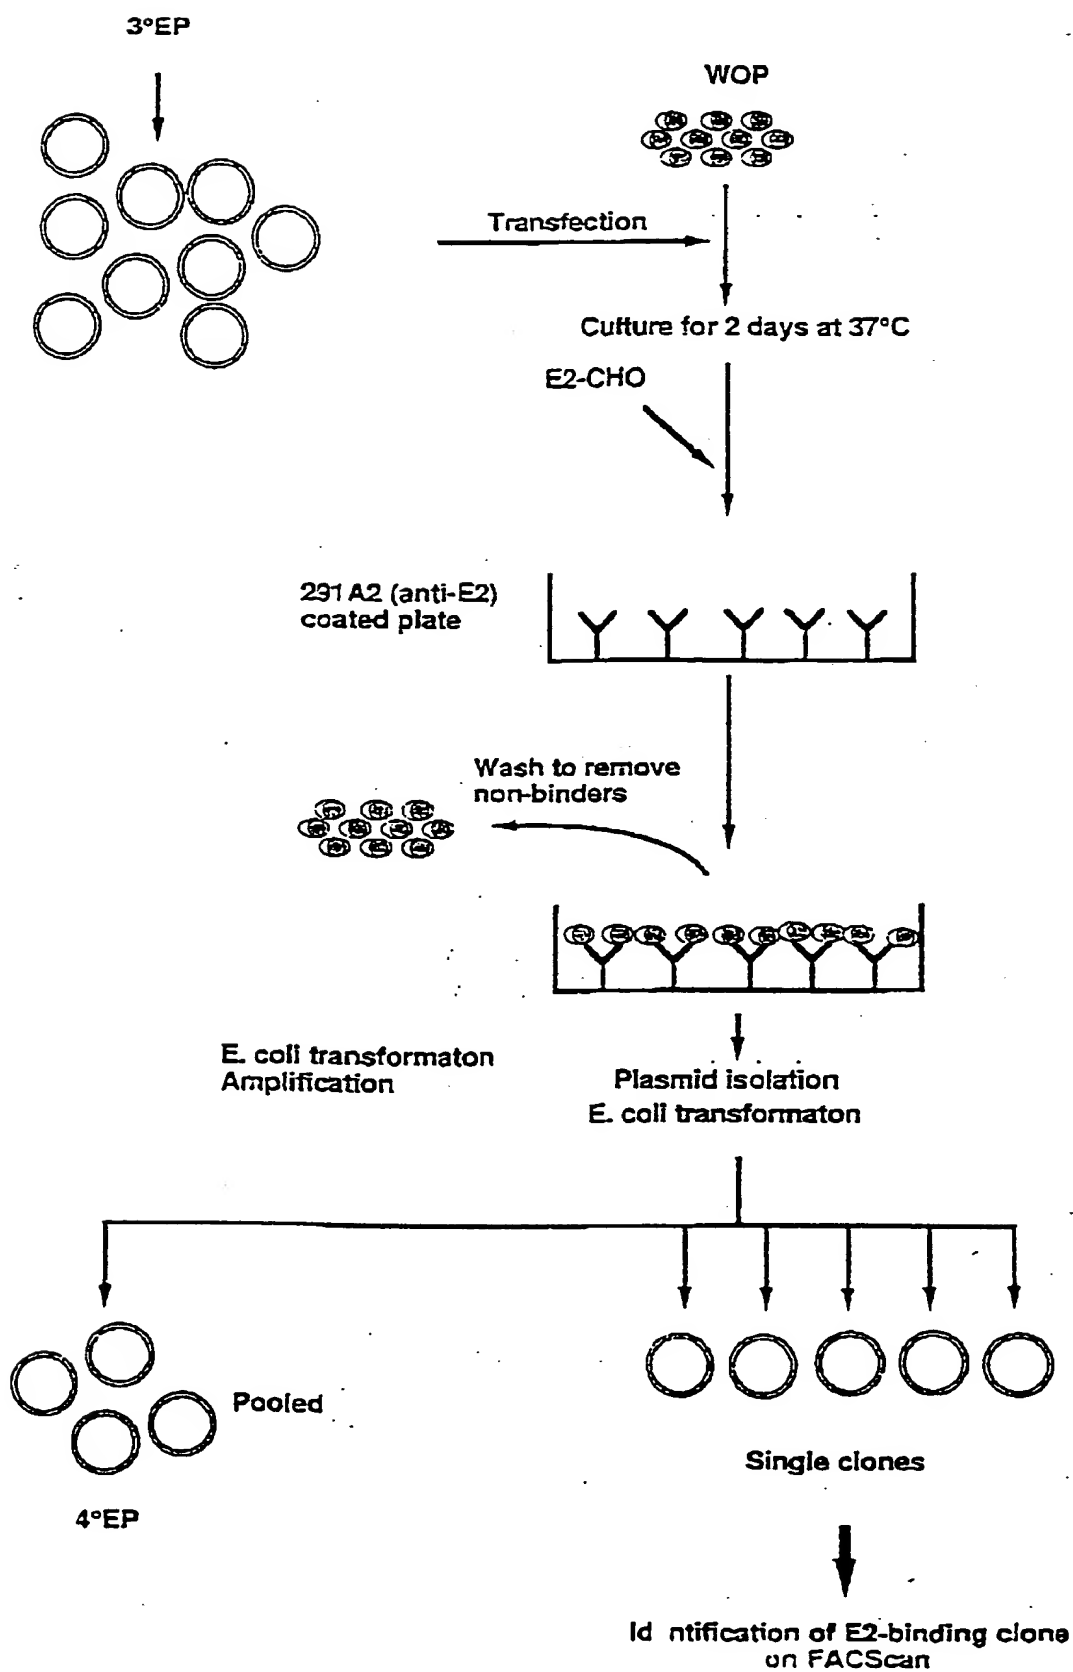 3°EP
WOP
Transfection
Culture for 2 days at 37°C
E2-CHO
291 A2 (anti-E2)
coated plate
Wash to remove
non-binders
E. coli transformaton
Amplification
Plasmid isolation
E. coli transformaton
Pooled
4°EP
Single clones
Id ntification of E2-binding clone
on FACScan